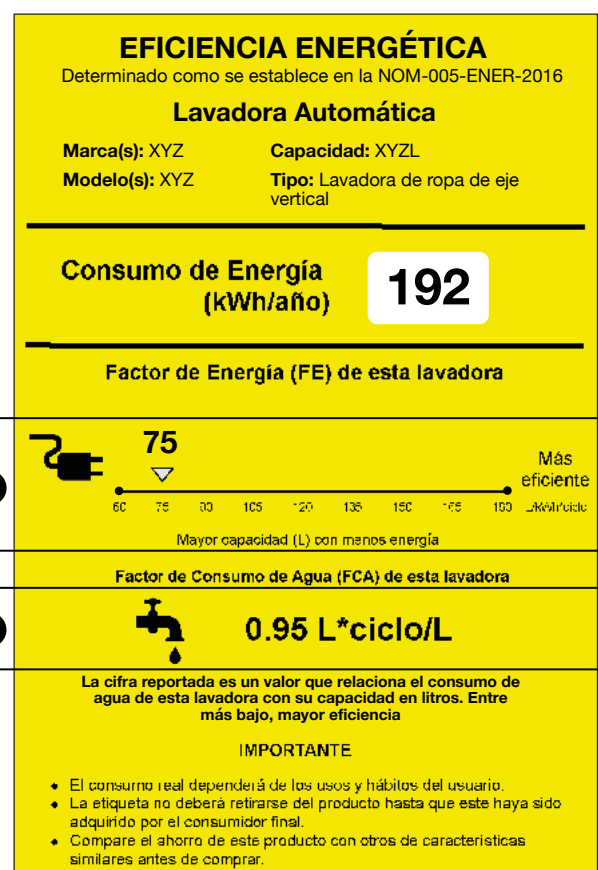 EFICIENCIA ENERGÉTICA
Determinado como se establece en la NOM-005-ENER-2016
Lavadora Automática
Marca(s): XYZ Capacidad: XYZL
Modelo(s): XYZ Tipo: Lavadora de ropa de eje
vertical
Consumo de Energía
(kWh/año) 192
Factor de Energía (FE) de esta lavadora
75
Más
eficiente
60 75 90 105 120 135 150 165 180 L/kWh/ciclo
Mayor capacidad (L) con menos energía
Factor de Consumo de Agua (FCA) de esta lavadora
0.95 L*ciclo/L
La cifra reportada es un valor que relaciona el consumo de
agua de esta lavadora con su capacidad en litros. Entre
más bajo, mayor eficiencia
IMPORTANTE
• El consumo real dependerá de los usos y hábitos del usuario.
• La etiqueta no deberá retirarse del producto hasta que este haya sido
adquirido por el consumidor final.
• Compare el ahorro de este producto con otros de características
similares antes de comprar.